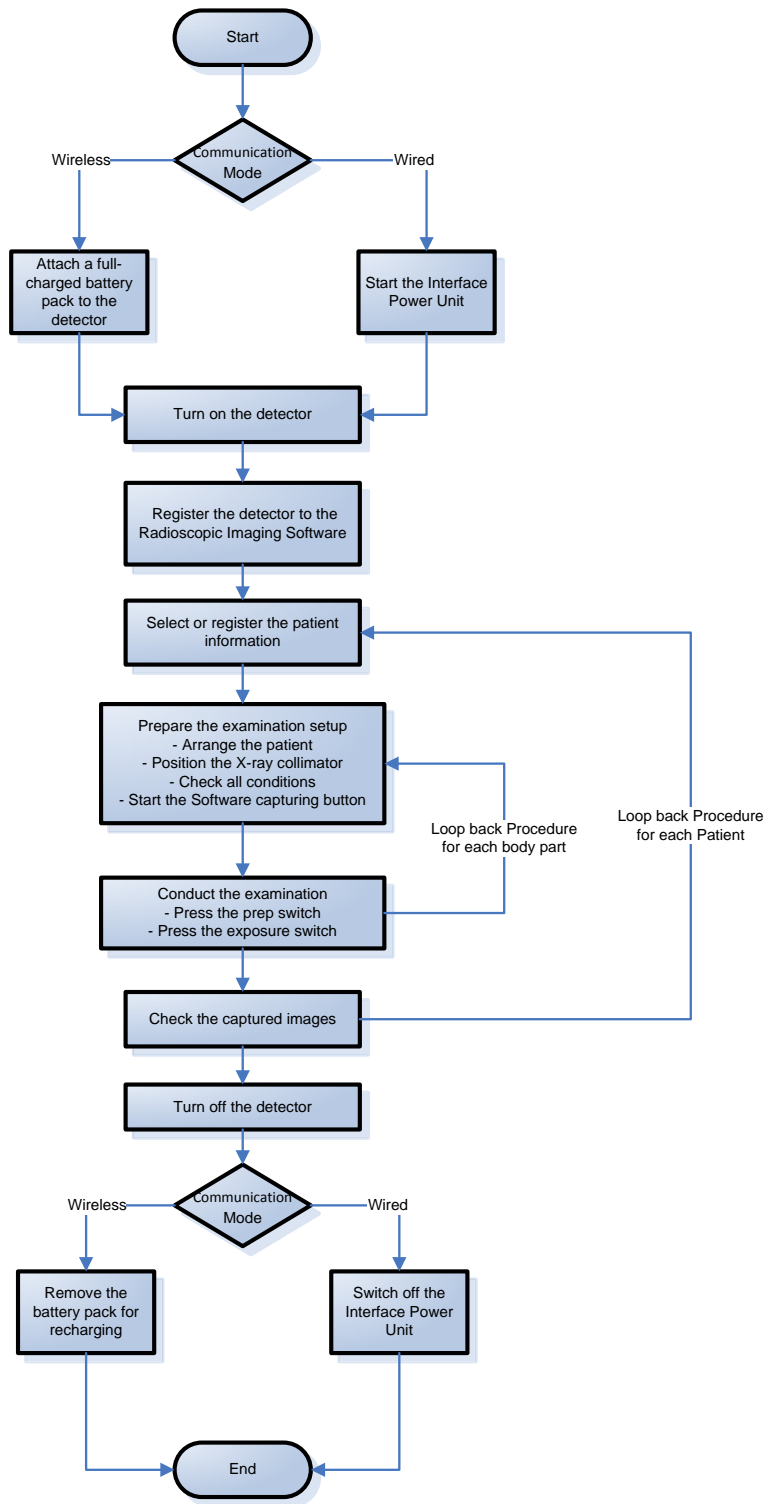 Start
Communication
Mode
Wireless
Wired
Attach a full-
charged battery
pack to the
detector
Start the Interface
Power Unit
Turn on the detector
Register the detector to the
Radioscopic Imaging Software
Select or register the patient
information
Prepare the examination setup
- Arrange the patient
- Position the X-ray collimator
- Check all conditions
- Start the Software capturing button
Loop back Procedure
for each body part
Loop back Procedure
for each Patient
Conduct the examination
- Press the prep switch
- Press the exposure switch
Check the captured images
Turn off the detector
Communication
Mode
Wireless
Wired
Remove the
battery pack for
recharging
Switch off the
Interface Power
Unit
End